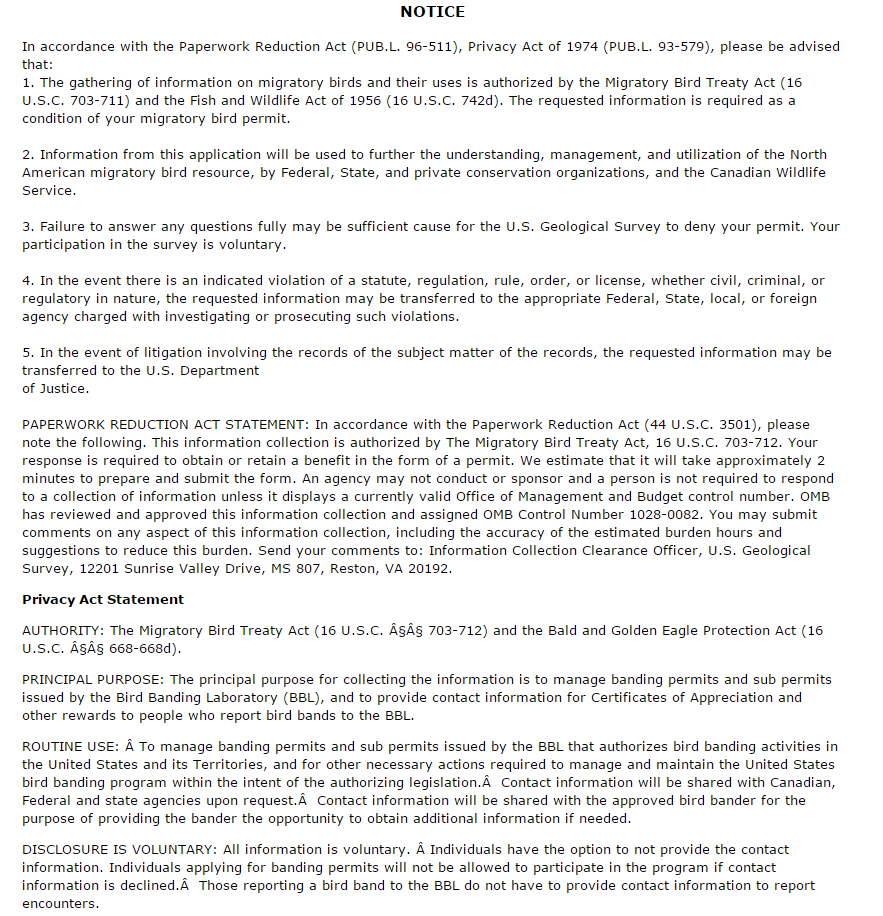 NOTICE
In accordance with the Paperwork Reduction Act (PUB.L. 96-511), Privacy Act of 1974 (PUB.L. 93-579), please be advised
that:
1. The gathering of information on migratory birds and their uses is authorized by the Migratory Bird Treaty Act (16
U.S.C. 703-711) and the Fish and Wildlife Act of 1956 (16 U.S.C. 742d). The requested information is required as a
condition of your migratory bird permit.
2. Information from this application will be used to further the understanding, management, and utilization of the North
American migratory bird resource, by Federal, State, and private conservation organizations, and the Canadian Wildlife
Service.
3. Failure to answer any questions fully may be sufficient cause for the U.S. Geological Survey to deny your permit. Your
participation in the survey is voluntary.
4. In the event there is an indicated violation of a statute, regulation, rule, order, or license, whether civil, criminal, or
regulatory in nature, the requested information may be transferred to the appropriate Federal, State, local, or foreign
agency charged with investigating or prosecuting such violations.
5. In the event of litigation involving the records of the subject matter of the records, the requested information may be
transferred to the U.S. Department
of Justice.
PAPERWORK REDUCTION ACT STATEMENT: In accordance with the Paperwork Reduction Act (44 U.S.C. 3501), please
note the following. This information collection is authorized by The Migratory Bird Treaty Act, 16 U.S.C. 703-712. Your
response is required to obtain or retain a benefit in the form of a permit. We estimate that it will take approximately 2
minutes to prepare and submit the form. An agency may not conduct or sponsor and a person is not required to respond
to a collection of information unless it displays a currently valid Office of Management and Budget control number. OMB
has reviewed and approved this information collection and assigned OMB Control Number 1028-0082. You may submit
comments on any aspect of this information collection, including the accuracy of the estimated burden hours and
suggestions to reduce this burden. Send your comments to: Information Collection Clearance Officer, U.S. Geological
Survey, 12201 Sunrise Valley Drive, MS 807, Reston, VA 20192.
Privacy Act Statement
AUTHORITY: The Migratory Bird Treaty Act (16 U.S.C. Â§Â§ 703-712) and the Bald and Golden Eagle Protection Act (16
U.S.C. Â§Â§ 668-668d).
PRINCIPAL PURPOSE: The principal purpose for collecting the information is to manage banding permits and sub permits
issued by the Bird Banding Laboratory (BBL), and to provide contact information for Certificates of Appreciation and
other rewards to people who report bird bands to the BBL.
ROUTINE USE: Â To manage banding permits and sub permits issued by the BBL that authorizes bird banding activities in
the United States and its Territories, and for other necessary actions required to manage and maintain the United States
bird banding program within the intent of the authorizing legislation.Â Contact information will be shared with Canadian,
Federal and state agencies upon request.Â Contact information will be shared with the approved bird bander for the
purpose of providing the bander the opportunity to obtain additional information if needed.
DISCLOSURE IS VOLUNTARY: All information is voluntary. Â Individuals have the option to not provide the contact
information. Individuals applying for banding permits will not be allowed to participate in the program if contact
information is declined.Â Those reporting a bird band to the BBL do not have to provide contact information to report
encounters.